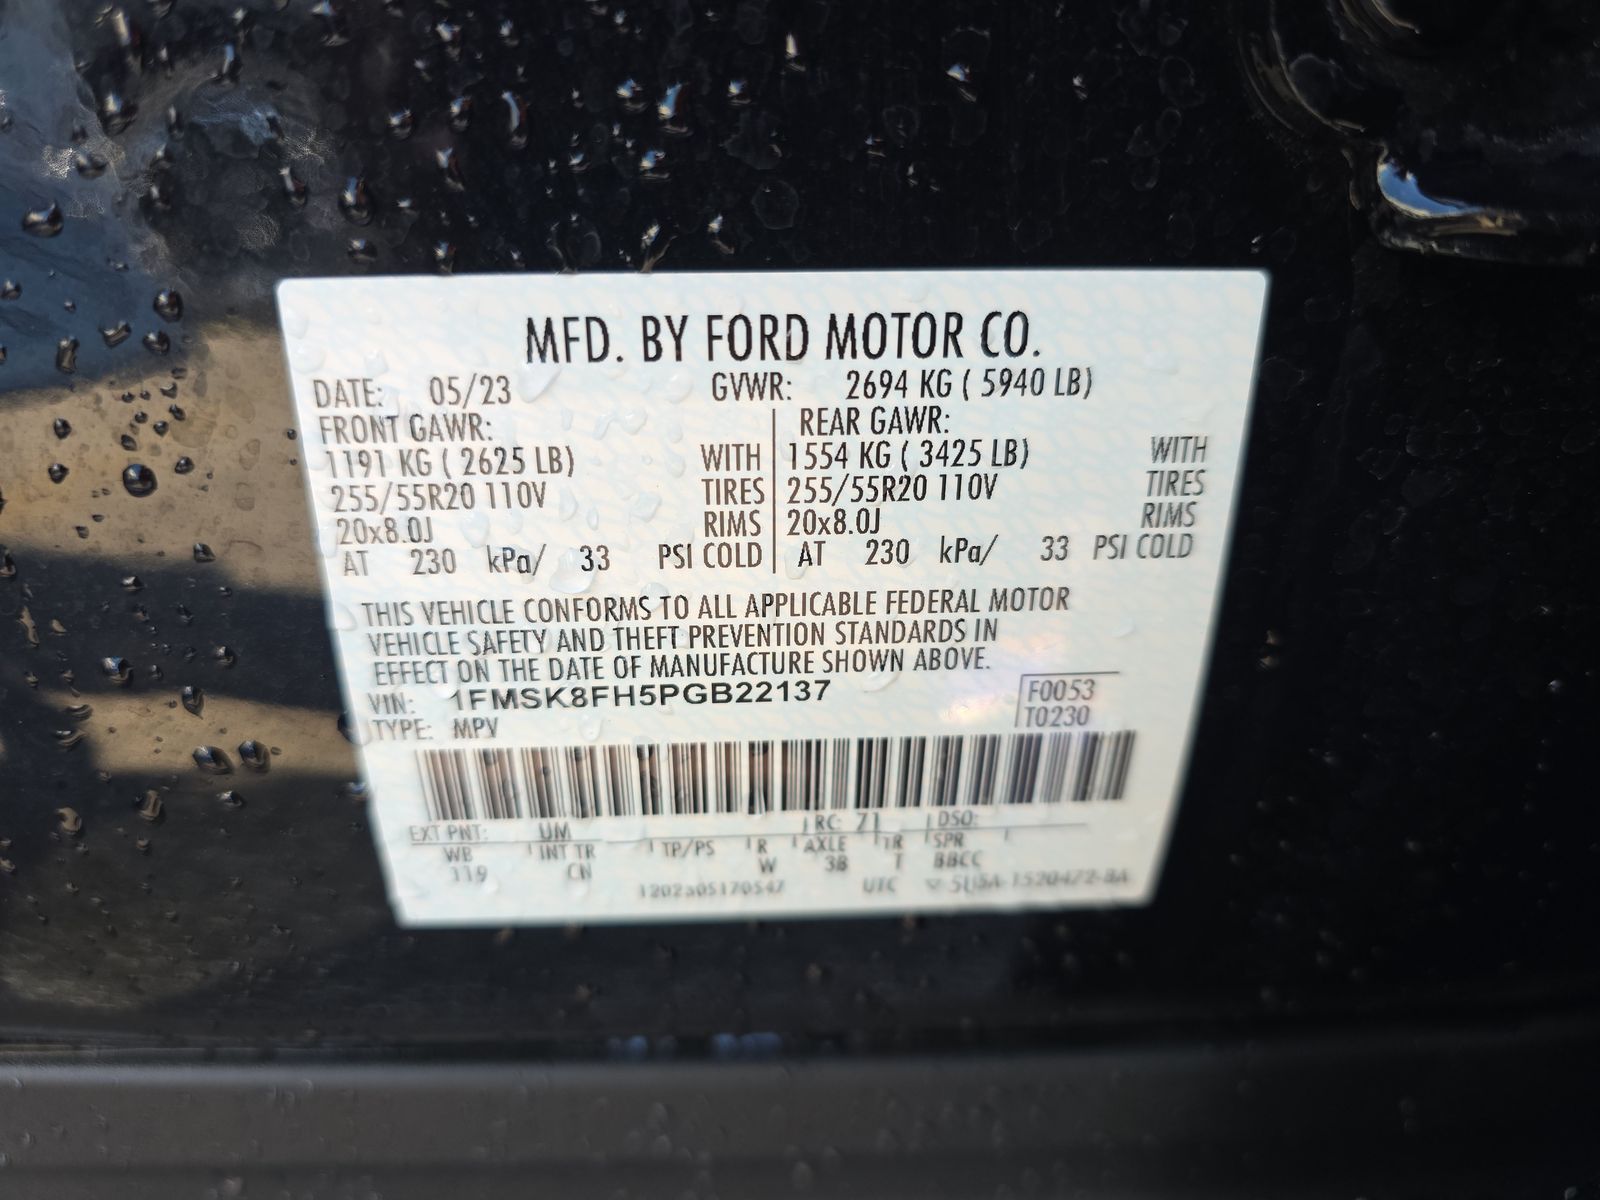 MFD. BY FORD MOTOR CO.
DATE: 05/23 GVWR: 2694 KG ( 5940 LB)
FRONT GAWR: REAR GAWR:
1191 KG ( 2625 LB) WITH 1554 KG ( 3425 LB) WITH
255/55R20 110V TIRES 255/55R20 110V TIRES
20x8.0J RIMS 20x8.0J RIMS
AT 230 kPa/ 33 PSI COLD AT 230 kPa/ 33 PSI COLD
THIS VEHICLE CONFORMS TO ALL APPLICABLE FEDERAL MOTOR
VEHICLE SAFETY AND THEFT PREVENTION STANDARDS IN
EFFECT ON THE DATE OF MANUFACTURE SHOWN ABOVE.
VIN: 1FMSK8FH5PGB22137 F0053
TYPE: MPV T0230
EXT PNT: UM RC: 71 DSO:
WB INT TR TP/PS R AXLE TR SPR
119 CN W 3B T BBCC
UTC